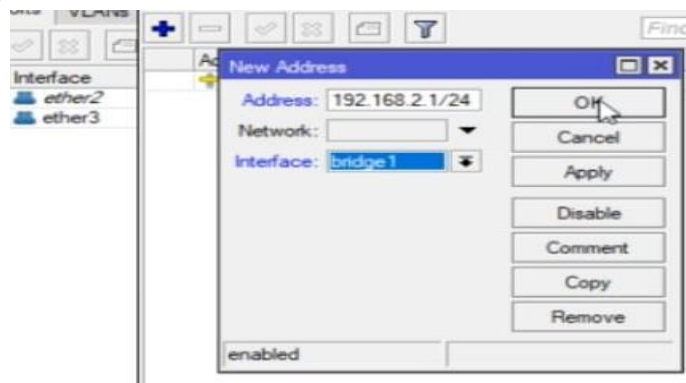 VLANs
Find
Interface
ether2
ether3
New Address
Address: 192.168.2.1/24
Network:
Interface: bridge1
OK
Cancel
Apply
Disable
Comment
Copy
Remove
enabled